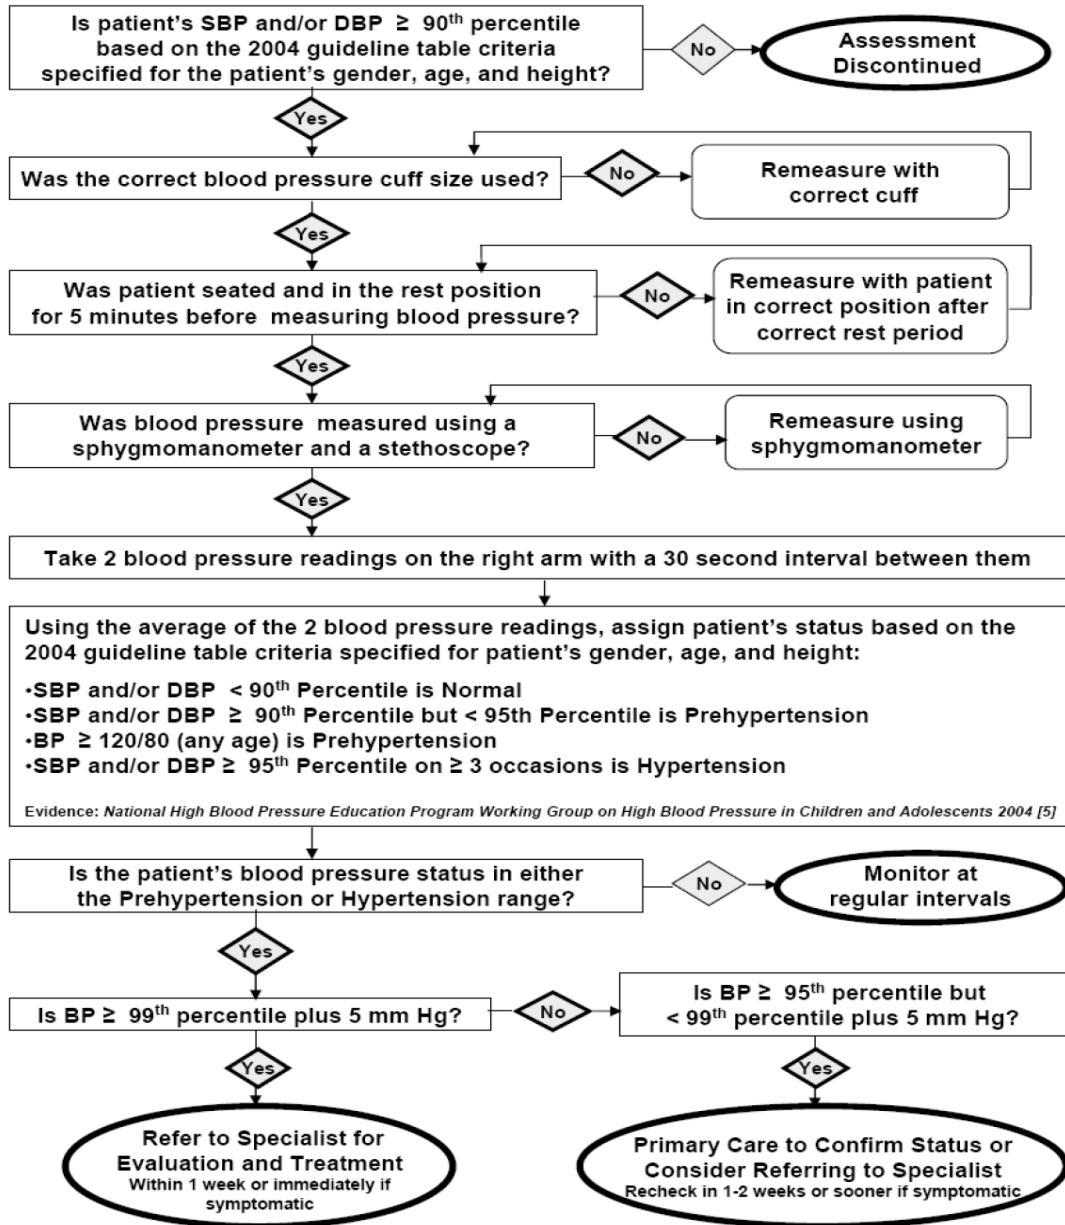 Is patient's SBP and/or DBP ≥ 90th percentile
based on the 2004 guideline table criteria
specified for the patient's gender, age, and height?
No
Assessment
Discontinued
Yes
Was the correct blood pressure cuff size used?
No
Remeasure with
correct cuff
Yes
Was patient seated and in the rest position
for 5 minutes before measuring blood pressure?
No
Remeasure with patient
in correct position after
correct rest period
Yes
Was blood pressure measured using a
sphygmomanometer and a stethoscope?
No
Remeasure using
sphygmomanometer
Yes
Take 2 blood pressure readings on the right arm with a 30 second interval between them
Using the average of the 2 blood pressure readings, assign patient's status based on the
2004 guideline table criteria specified for patient's gender, age, and height:
•SBP and/or DBP < 90th Percentile is Normal
•SBP and/or DBP ≥ 90th Percentile but < 95th Percentile is Prehypertension
•BP ≥ 120/80 (any age) is Prehypertension
•SBP and/or DBP ≥ 95th Percentile on ≥ 3 occasions is Hypertension
Evidence: National High Blood Pressure Education Program Working Group on High Blood Pressure in Children and Adolescents 2004 [5]
Is the patient's blood pressure status in either
the Prehypertension or Hypertension range?
No
Monitor at
regular intervals
Yes
Is BP ≥ 99th percentile plus 5 mm Hg?
No
Is BP ≥ 95th percentile but
< 99th percentile plus 5 mm Hg?
Yes
Yes
Refer to Specialist for
Evaluation and Treatment
Within 1 week or immediately if
symptomatic
Primary Care to Confirm Status or
Consider Referring to Specialist
Recheck in 1-2 weeks or sooner if symptomatic